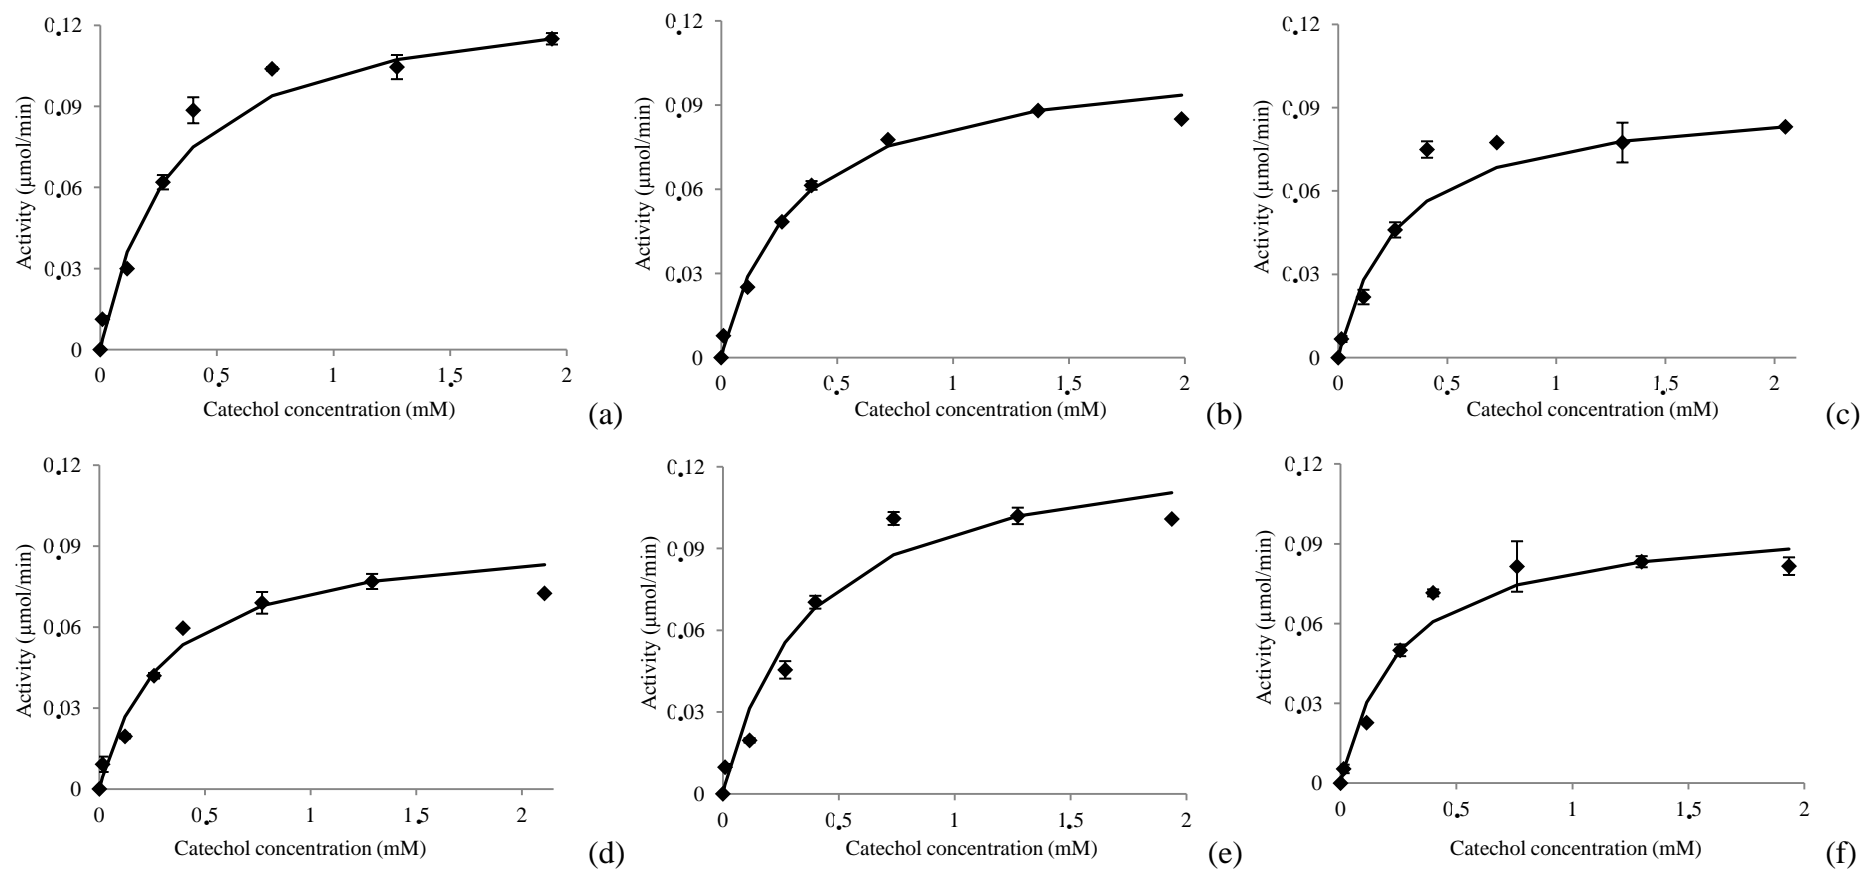 0.12
0.09
0.06
0.03
0
Activity (µmol/min)
0 0.5 1 1.5 2
Catechol concentration (mM)
(a)
0.12
0.09
0.06
0.03
0
Activity (µmol/min)
0 0.5 1 1.5 2
Catechol concentration (mM)
(b)
0.12
0.09
0.06
0.03
0
Activity (µmol/min)
0 0.5 1 1.5 2
Catechol concentration (mM)
(c)
0.12
0.09
0.06
0.03
0
Activity (µmol/min)
0 0.5 1 1.5 2
Catechol concentration (mM)
(d)
0.12
0.09
0.06
0.03
0
Activity (µmol/min)
0 0.5 1 1.5 2
Catechol concentration (mM)
(e)
0.12
0.09
0.06
0.03
0
Activity (µmol/min)
0 0.5 1 1.5 2
Catechol concentration (mM)
(f)